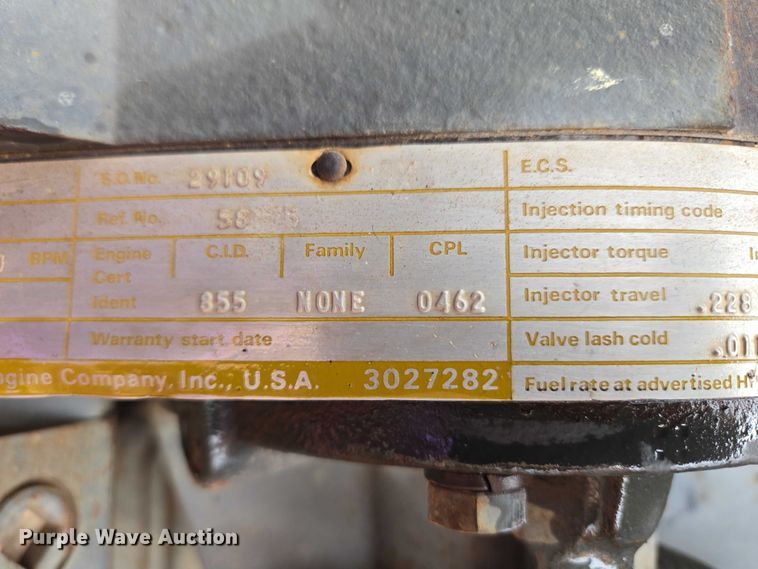 S.O. No. 29109 E.C.S.
Ref. No. Injection timing code
RPM Engine C.I.D. Family CPL Injector torque
Cert
Ident 855 NONE 0462 Injector travel .228
Warranty start date Valve lash cold .011
Engine Company, Inc., U.S.A. 3027282 Fuel rate at advertised
Purple Wave Auction